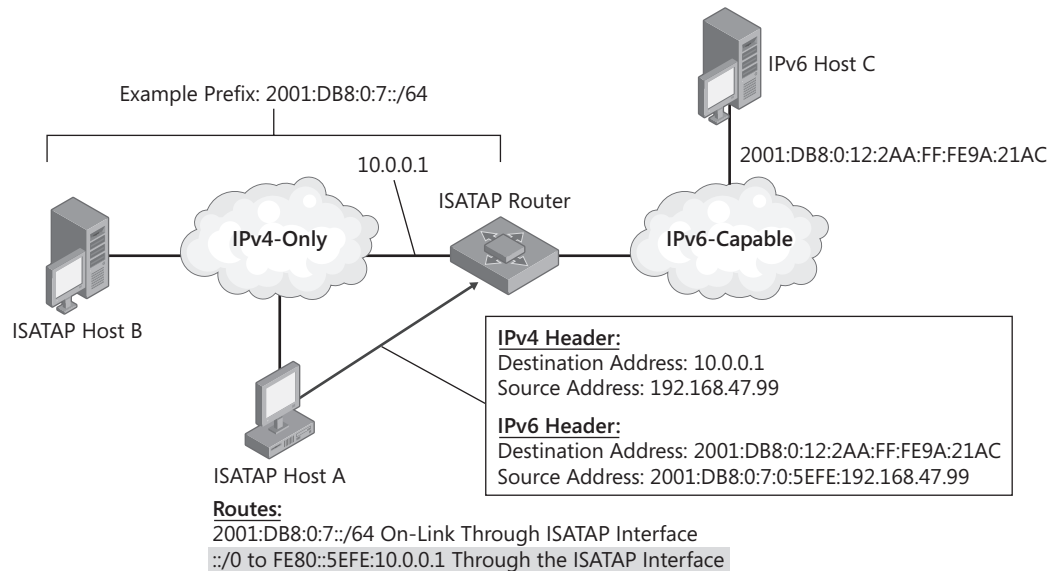 IPv6 Host C
Example Prefix: 2001:DB8:0:7::/64
2001:DB8:0:12:2AA:FF:FE9A:21AC
10.0.0.1
ISATAP Router
IPv4-Only
IPv6-Capable
ISATAP Host B
IPv4 Header:
Destination Address: 10.0.0.1
Source Address: 192.168.47.99
IPv6 Header:
Destination Address: 2001:DB8:0:12:2AA:FF:FE9A:21AC
Source Address: 2001:DB8:0:7:0:5EFE:192.168.47.99
ISATAP Host A
Routes:
2001:DB8:0:7::/64 On-Link Through ISATAP Interface
::/0 to FE80::5EFE:10.0.0.1 Through the ISATAP Interface